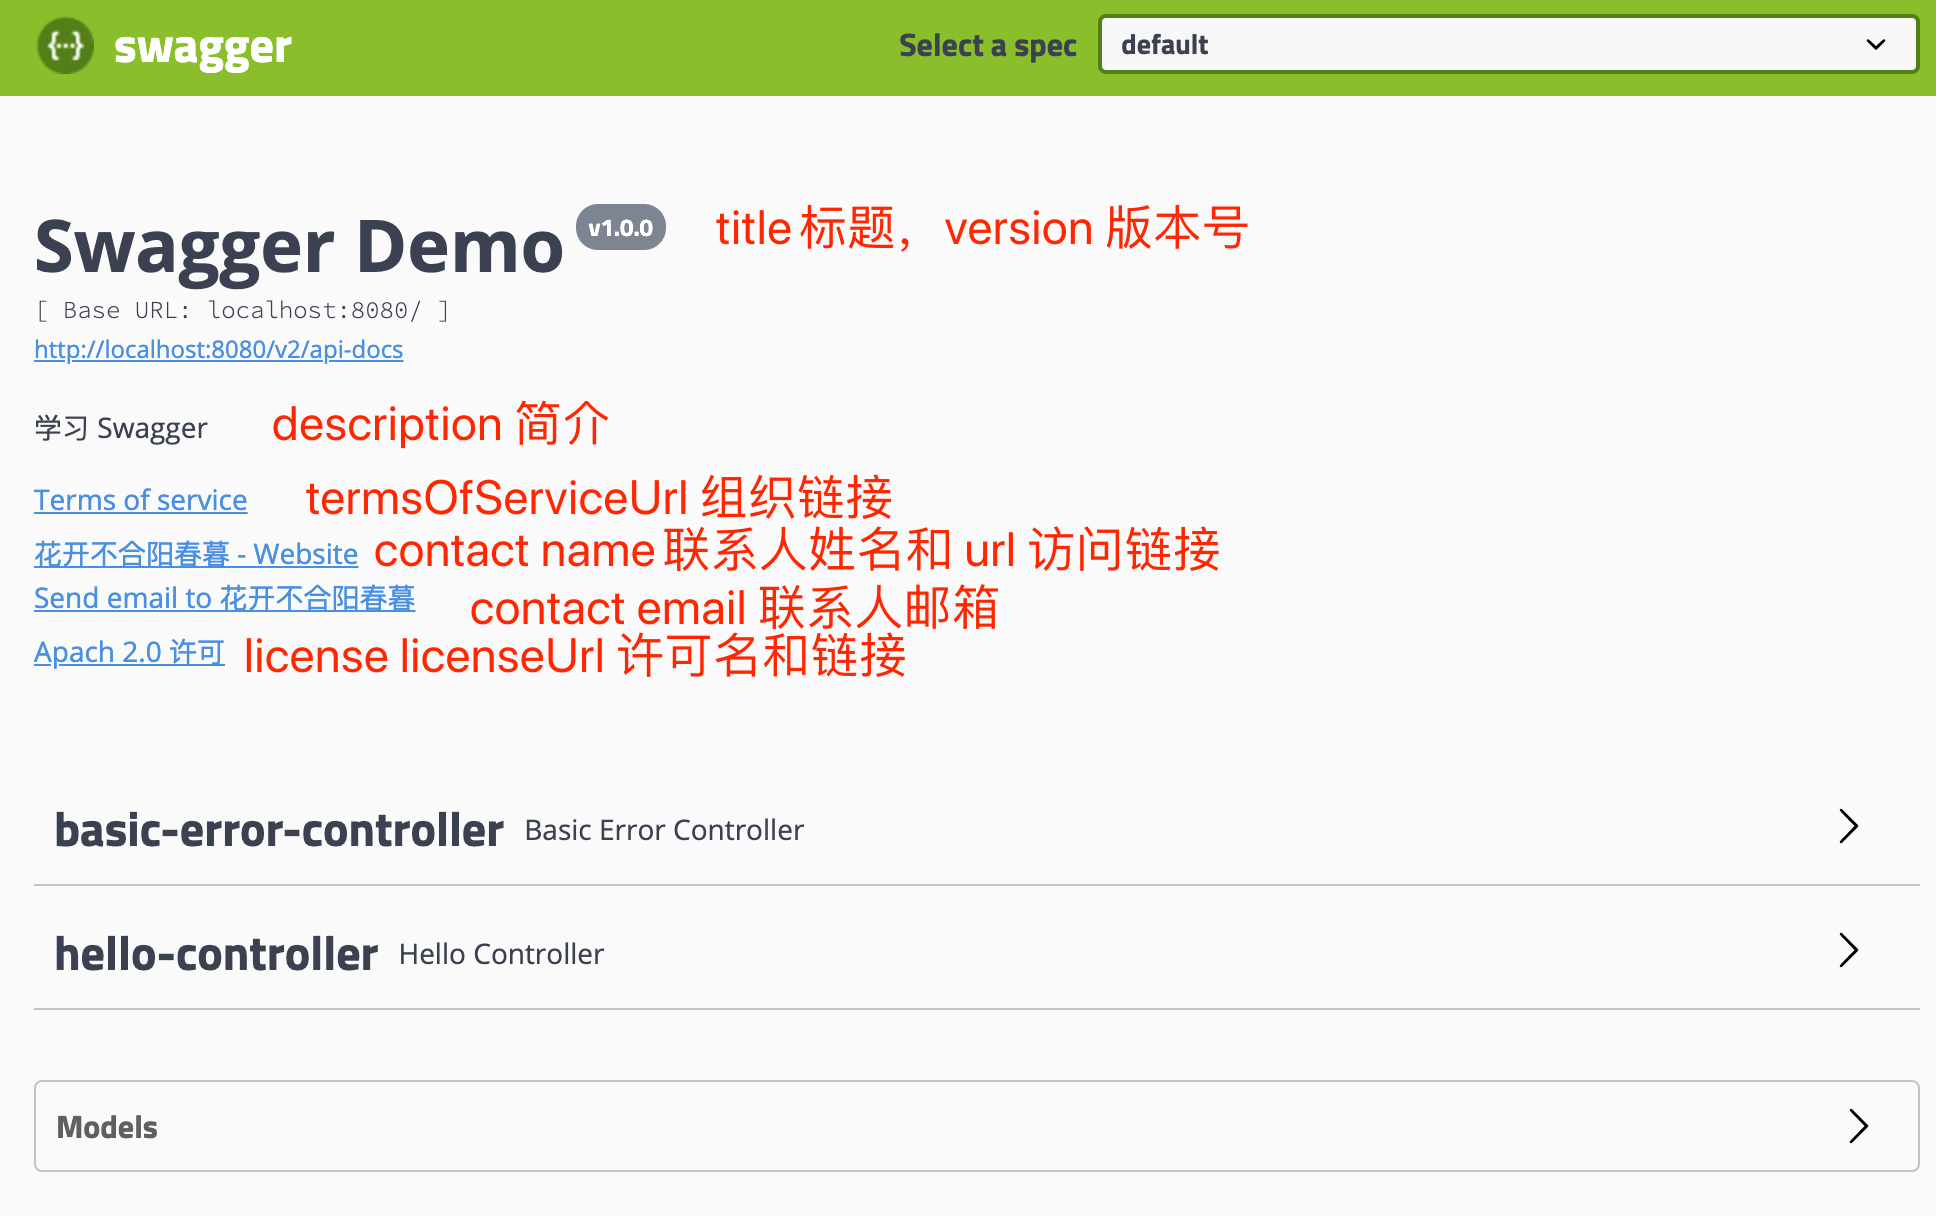 swagger Select a spec default
Swagger Demo v1.0.0 title 标题，version 版本号
[ Base URL: localhost:8080/ ]
http://localhost:8080/v2/api-docs
学习 Swagger description 简介
Terms of service termsOfServiceUrl 组织链接
花开不合阳春暮 - Website contact name 联系人姓名和 url 访问链接
Send email to 花开不合阳春暮 contact email 联系人邮箱
Apach 2.0 许可 license licenseUrl 许可名和链接
basic-error-controller Basic Error Controller
hello-controller Hello Controller
Models